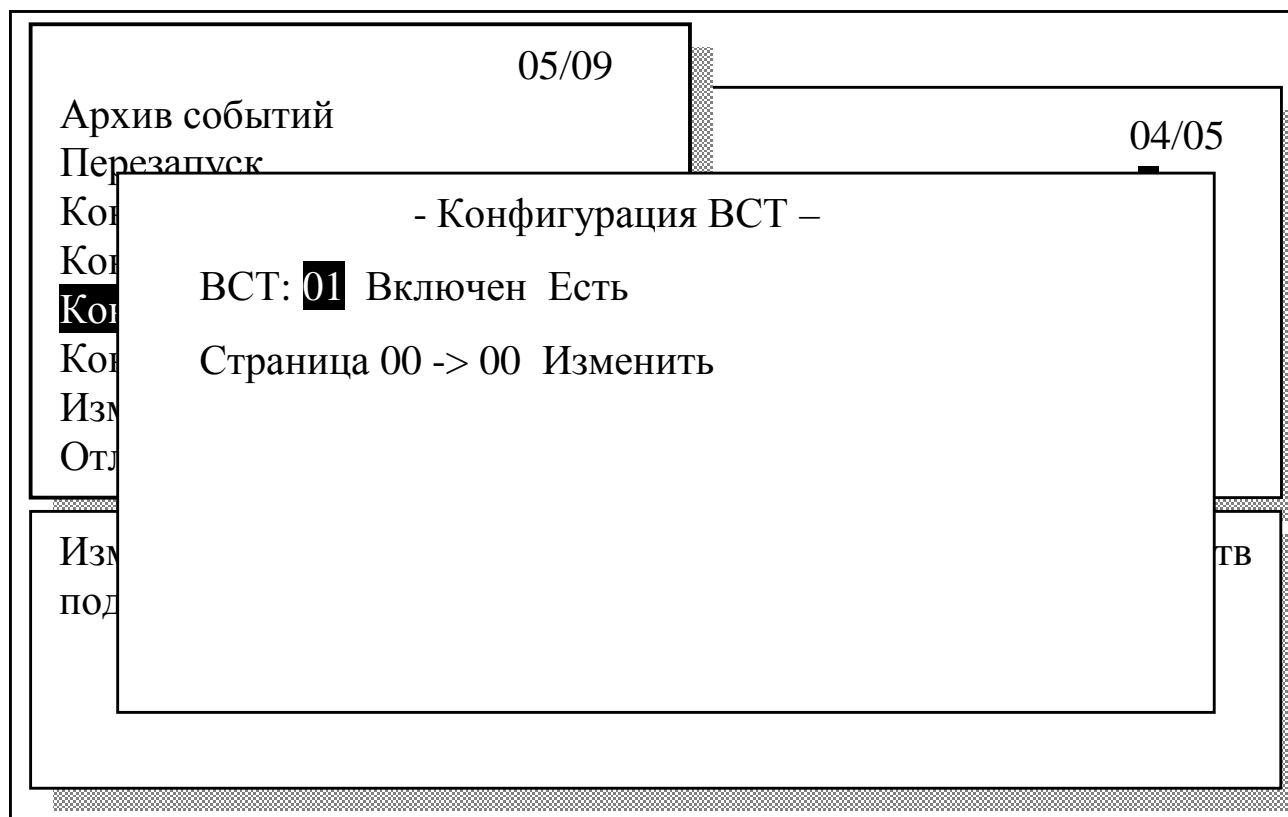 05/09
Архив событий
Перезапуск
04/05
- Конфигурация ВСТ –
ВСТ: 01 Включен Есть
Страница 00 -> 00 Изменить